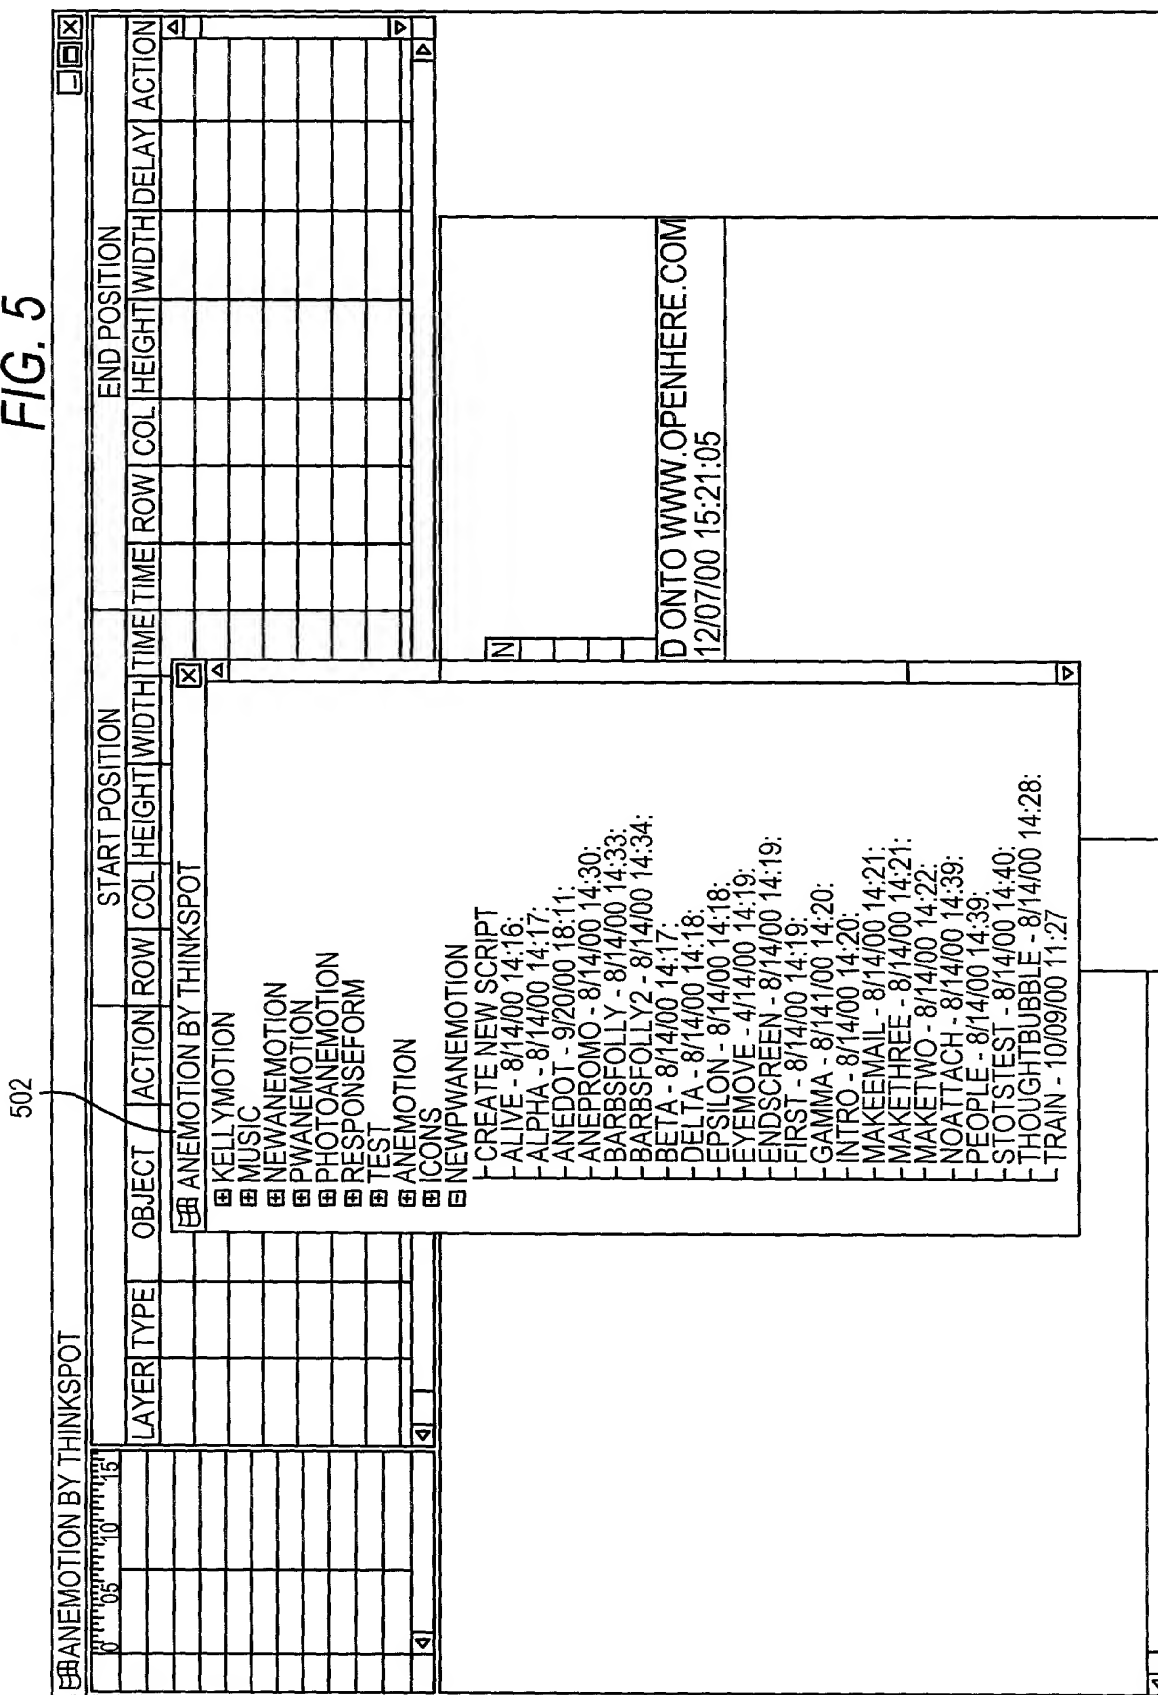 FIG. 5
502
ANEMOTION BY THINKSPOT
0 05 10 15
START POSITION END POSITION
LAYER TYPE OBJECT ACTION ROW COL HEIGHT WIDTH TIME TIME ROW COL HEIGHT WIDTH DELAY ACTION
ANEMOTION BY THINKSPOT
KELLYMOTION
MUSIC
NEWANEMOTION
PWANEMOTION
PHOTOANEMOTION
RESPONSEFORM
TEST
ANEMOTION
ICONS
NEWPWANEMOTION
CREATE NEW SCRIPT
ALIVE - 8/14/00 14:16:
ALPHA - 8/14/00 14:17:
ANEDOT - 9/20/00 18:11:
ANEPROMO - 8/14/00 14:30:
BARBSFOLLY - 8/14/00 14:33:
BARBSFOLLY2 - 8/14/00 14:34:
BETA - 8/14/00 14:17:
DELTA - 8/14/00 14:18:
EPSILON - 8/14/00 14:18:
EYEMOVE - 4/14/00 14:19:
ENDSCREEN - 8/14/00 14:19:
FIRST - 8/14/00 14:19:
GAMMA - 8/141/00 14:20:
INTRO - 8/14/00 14:20:
MAKEEMAIL - 8/14/00 14:21:
MAKETHREE - 8/14/00 14:21:
MAKETWO - 8/14/00 14:22:
NOATTACH - 8/14/00 14:39:
PEOPLE - 8/14/00 14:39:
STOTSTEST - 8/14/00 14:40:
THOUGHTBUBBLE - 8/14/00 14:28:
TRAIN - 10/09/00 11:27
N
D ONTO WWW.OPENHERE.COM
12/07/00 15:21:05